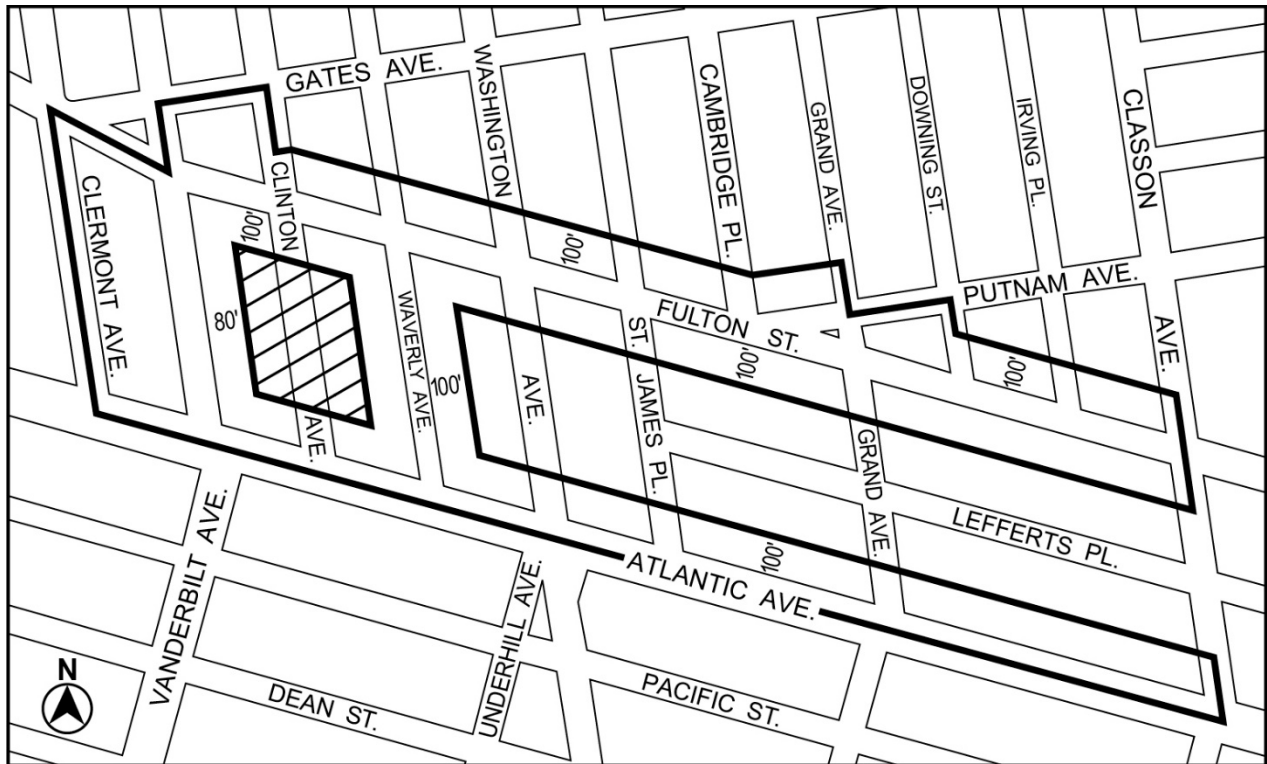 GATES AVE.
WASHINGTON
CAMBRIDGE PL.
GRAND AVE.
DOWNING ST.
IRVING PL.
CLASSON
CLERMONT AVE.
CLINTON
100'
100'
80'
WAVERLY AVE.
100'
AVE.
AVE.
ST. JAMES PL.
FULTON ST.
100'
PUTNAM AVE.
100'
AVE.
GRAND AVE.
LEFFERTS PL.
100'
ATLANTIC AVE.
VANDERBILT AVE.
UNDERHILL AVE.
DEAN ST.
PACIFIC ST.
N